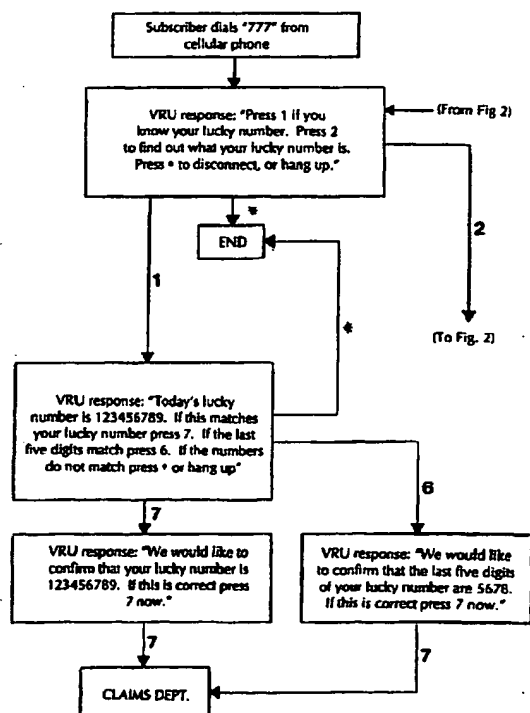 Subscriber dials "777" from
cellular phone
VRU response: "Press 1 if you
know your lucky number. Press 2
to find out what your lucky number is.
Press * to disconnect, or hang up."
(From Fig 2)
*
END
2
1
*
(To Fig. 2)
VRU response: "Today's lucky
number is 123456789. If this matches
your lucky number press 7. If the last
five digits match press 6. If the numbers
do not match press * or hang up"
7
6
VRU response: "We would like to
confirm that your lucky number is
123456789. If this is correct press
7 now."
VRU response: "We would like
to confirm that the last five digits
of your lucky number are 5678.
If this is correct press 7 now."
7
7
CLAIMS DEPT.